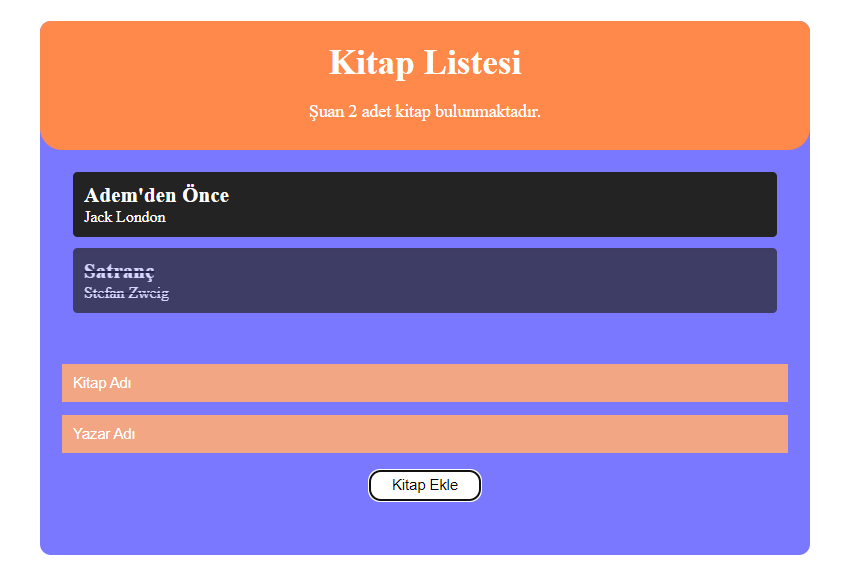 Kitap Listesi
Şuan 2 adet kitap bulunmaktadır.
Adem'den Önce
Jack London
Satranç
Stefan Zweig
Kitap Adı
Yazar Adı
Kitap Ekle